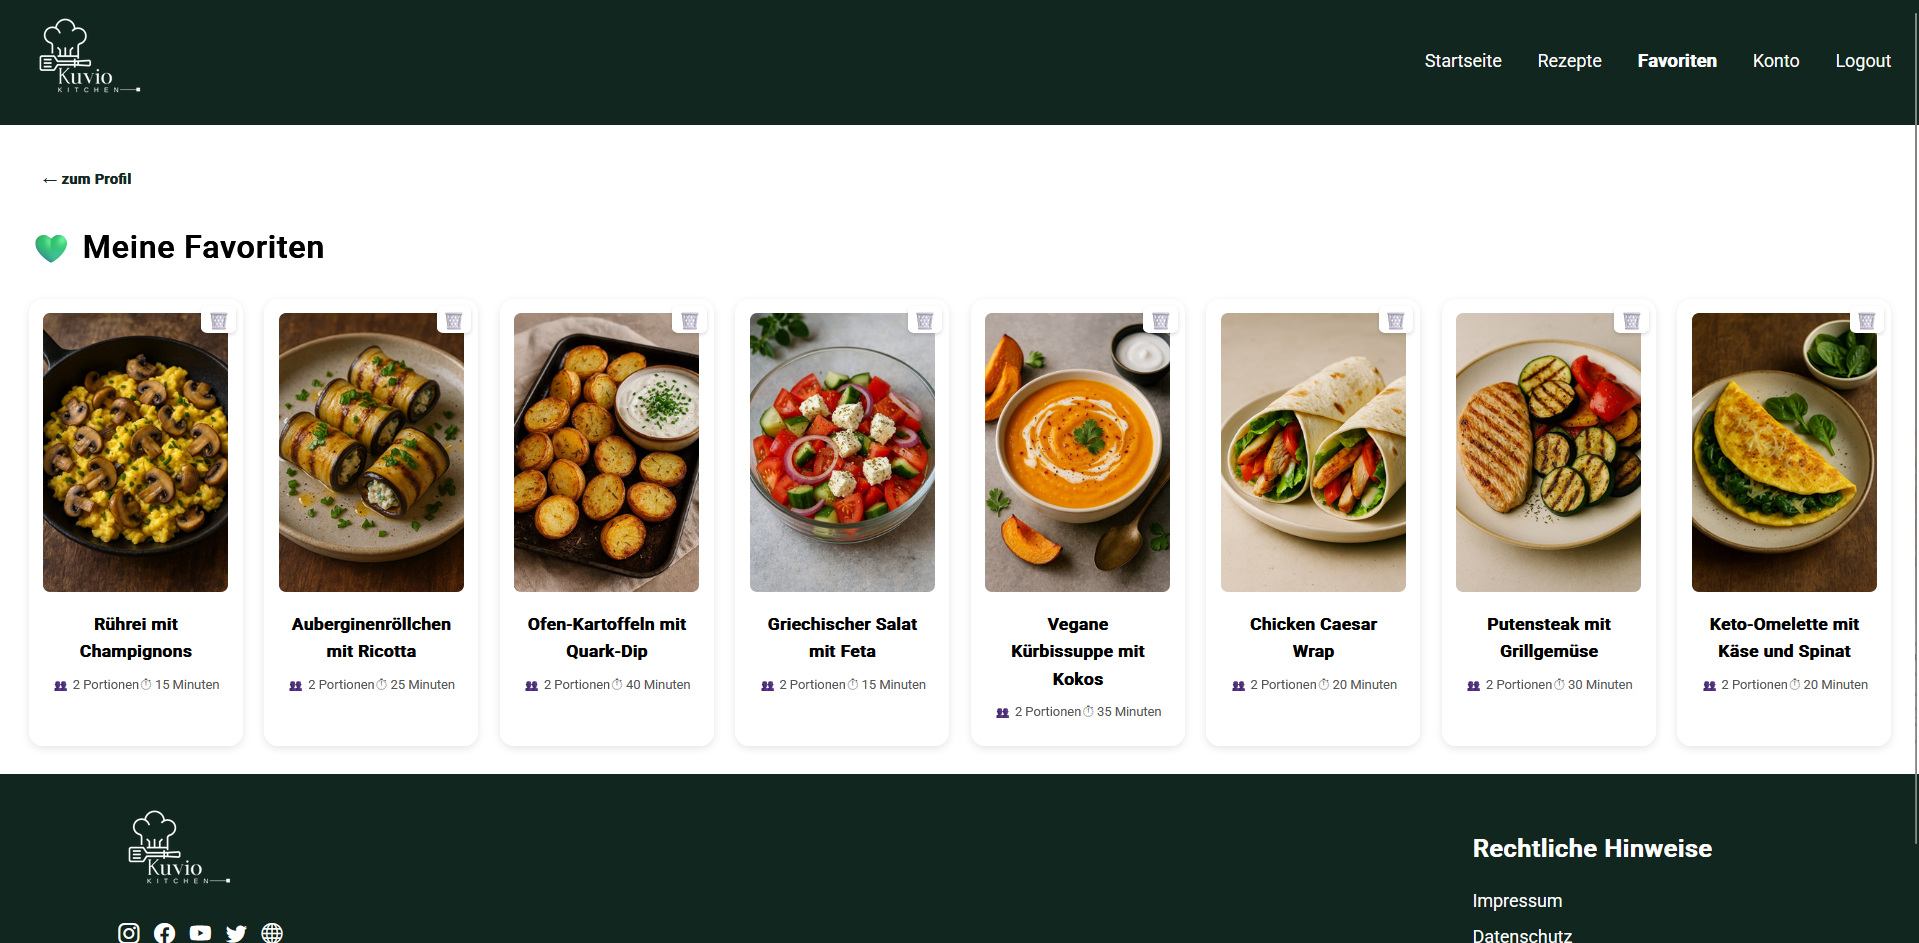 Kuvio
KITCHEN
Startseite
Rezepte
Favoriten
Konto
Logout
← zum Profil
Meine Favoriten
Rührei mit
Champignons
2 Portionen 15 Minuten
Auberginenröllchen
mit Ricotta
2 Portionen 25 Minuten
Ofen-Kartoffeln mit
Quark-Dip
2 Portionen 40 Minuten
Griechischer Salat
mit Feta
2 Portionen 15 Minuten
Vegane
Kürbissuppe mit
Kokos
2 Portionen 35 Minuten
Chicken Caesar
Wrap
2 Portionen 20 Minuten
Putensteak mit
Grillgemüse
2 Portionen 30 Minuten
Keto-Omelette mit
Käse und Spinat
2 Portionen 20 Minuten
Kuvio
KITCHEN
Rechtliche Hinweise
Impressum
Datenschutz